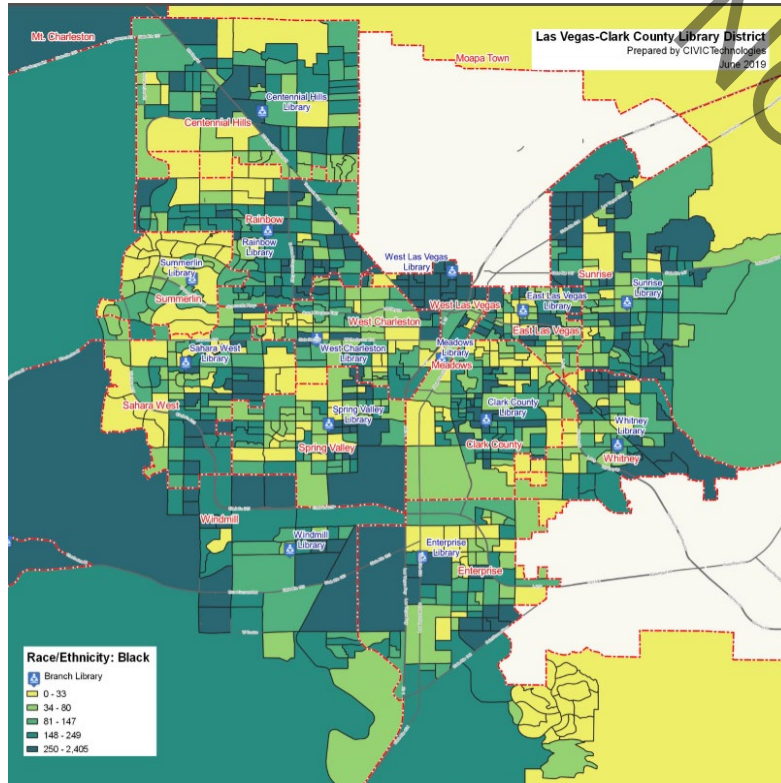 Las Vegas-Clark County Library District
Prepared by CIVICTechnologies
June 2019
Mt. Charleston
Moapa Town
Centennial Hills
Library
Centennial Hills
Rainbow
Rainbow
Library
West Las Vegas
Library
Summerlin
Library
Summerlin
Sunrise
Sunrise
Library
West Las Vegas
East Las Vegas
Library
East Las Vegas
West Charleston
West Charleston
Library
Meadows
Library
Meadows
Sahara West
Library
Sahara West
Spring Valley
Library
Spring Valley
Clark County
Library
Clark County
Whitney
Library
Whitney
Windmill
Windmill
Library
Enterprise
Library
Enterprise
Race/Ethnicity: Black
Branch Library
0 - 33
34 - 80
81 - 147
148 - 249
250 - 2,405